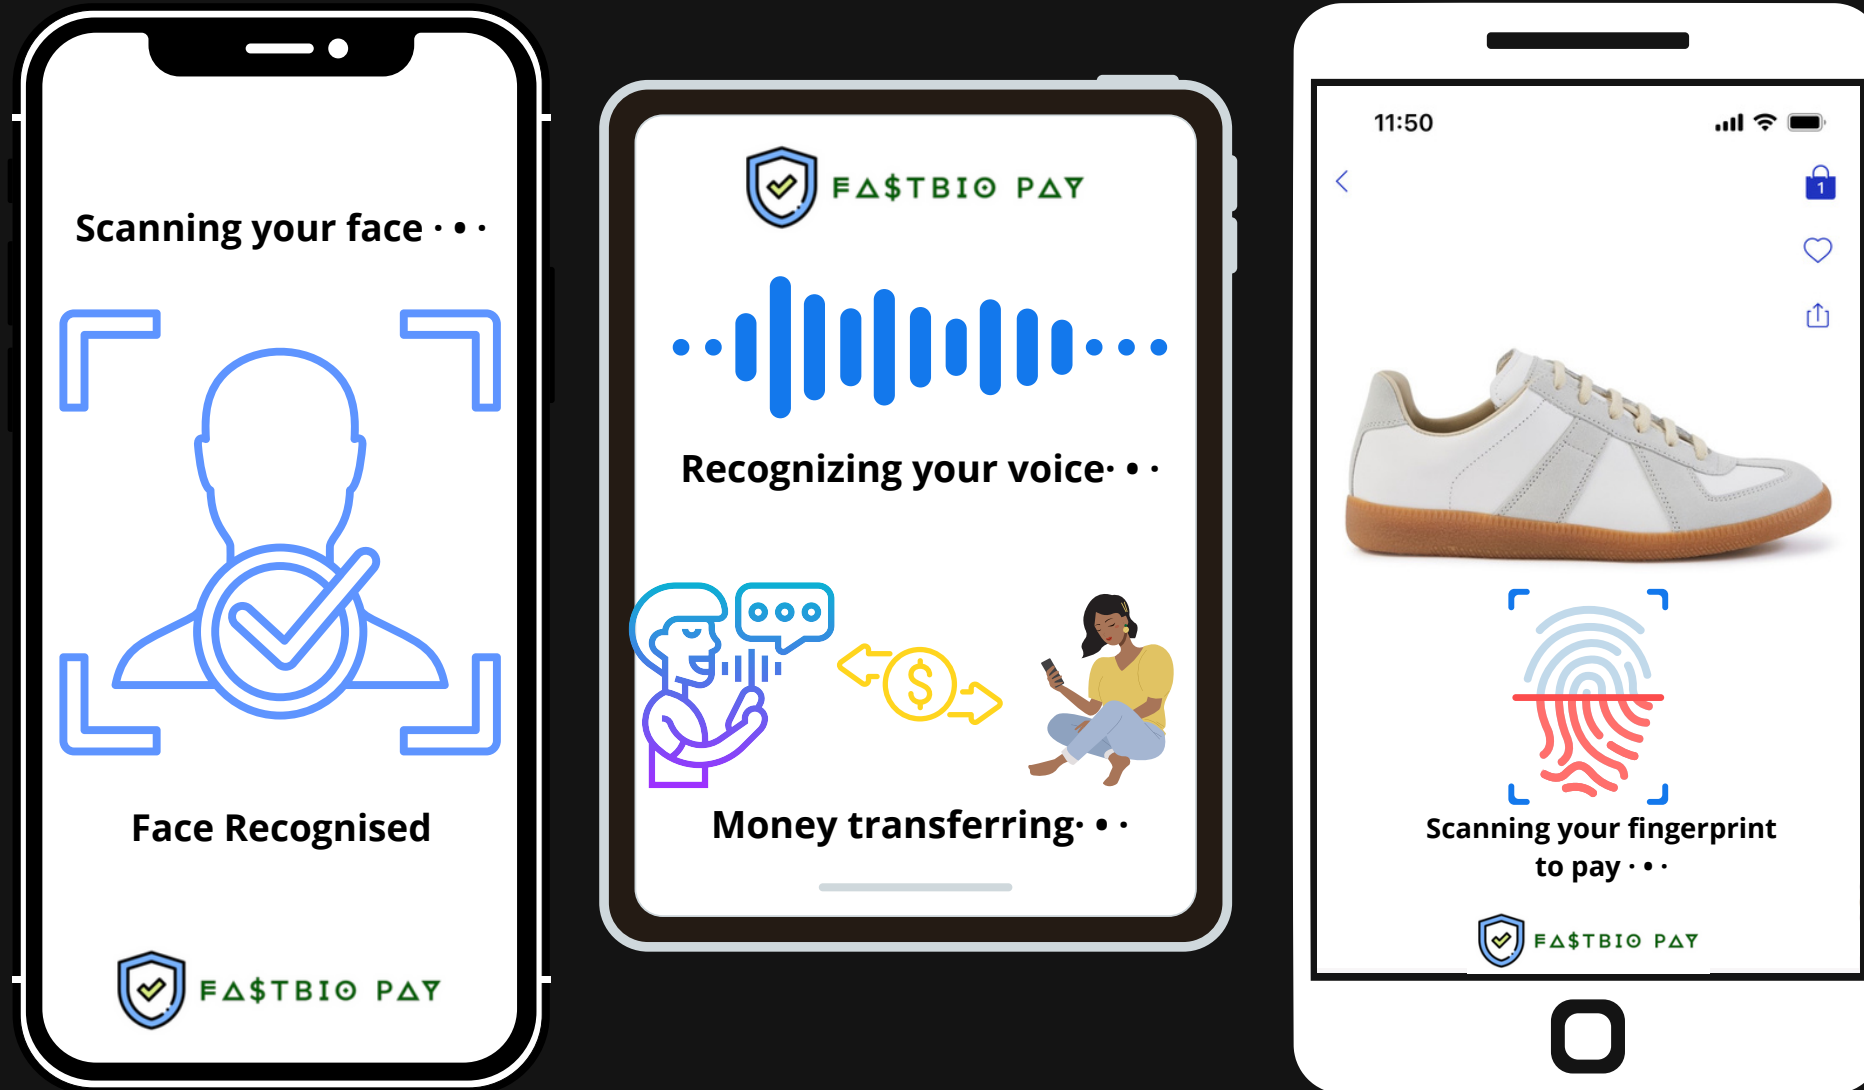 Scanning your face · • ·
Face Recognised
FA$TBIO PAY
FA$TBIO PAY
Recognizing your voice· • ·
$
Money transferring· • ·
11:50
1
Scanning your fingerprint
to pay · • ·
FA$TBIO PAY